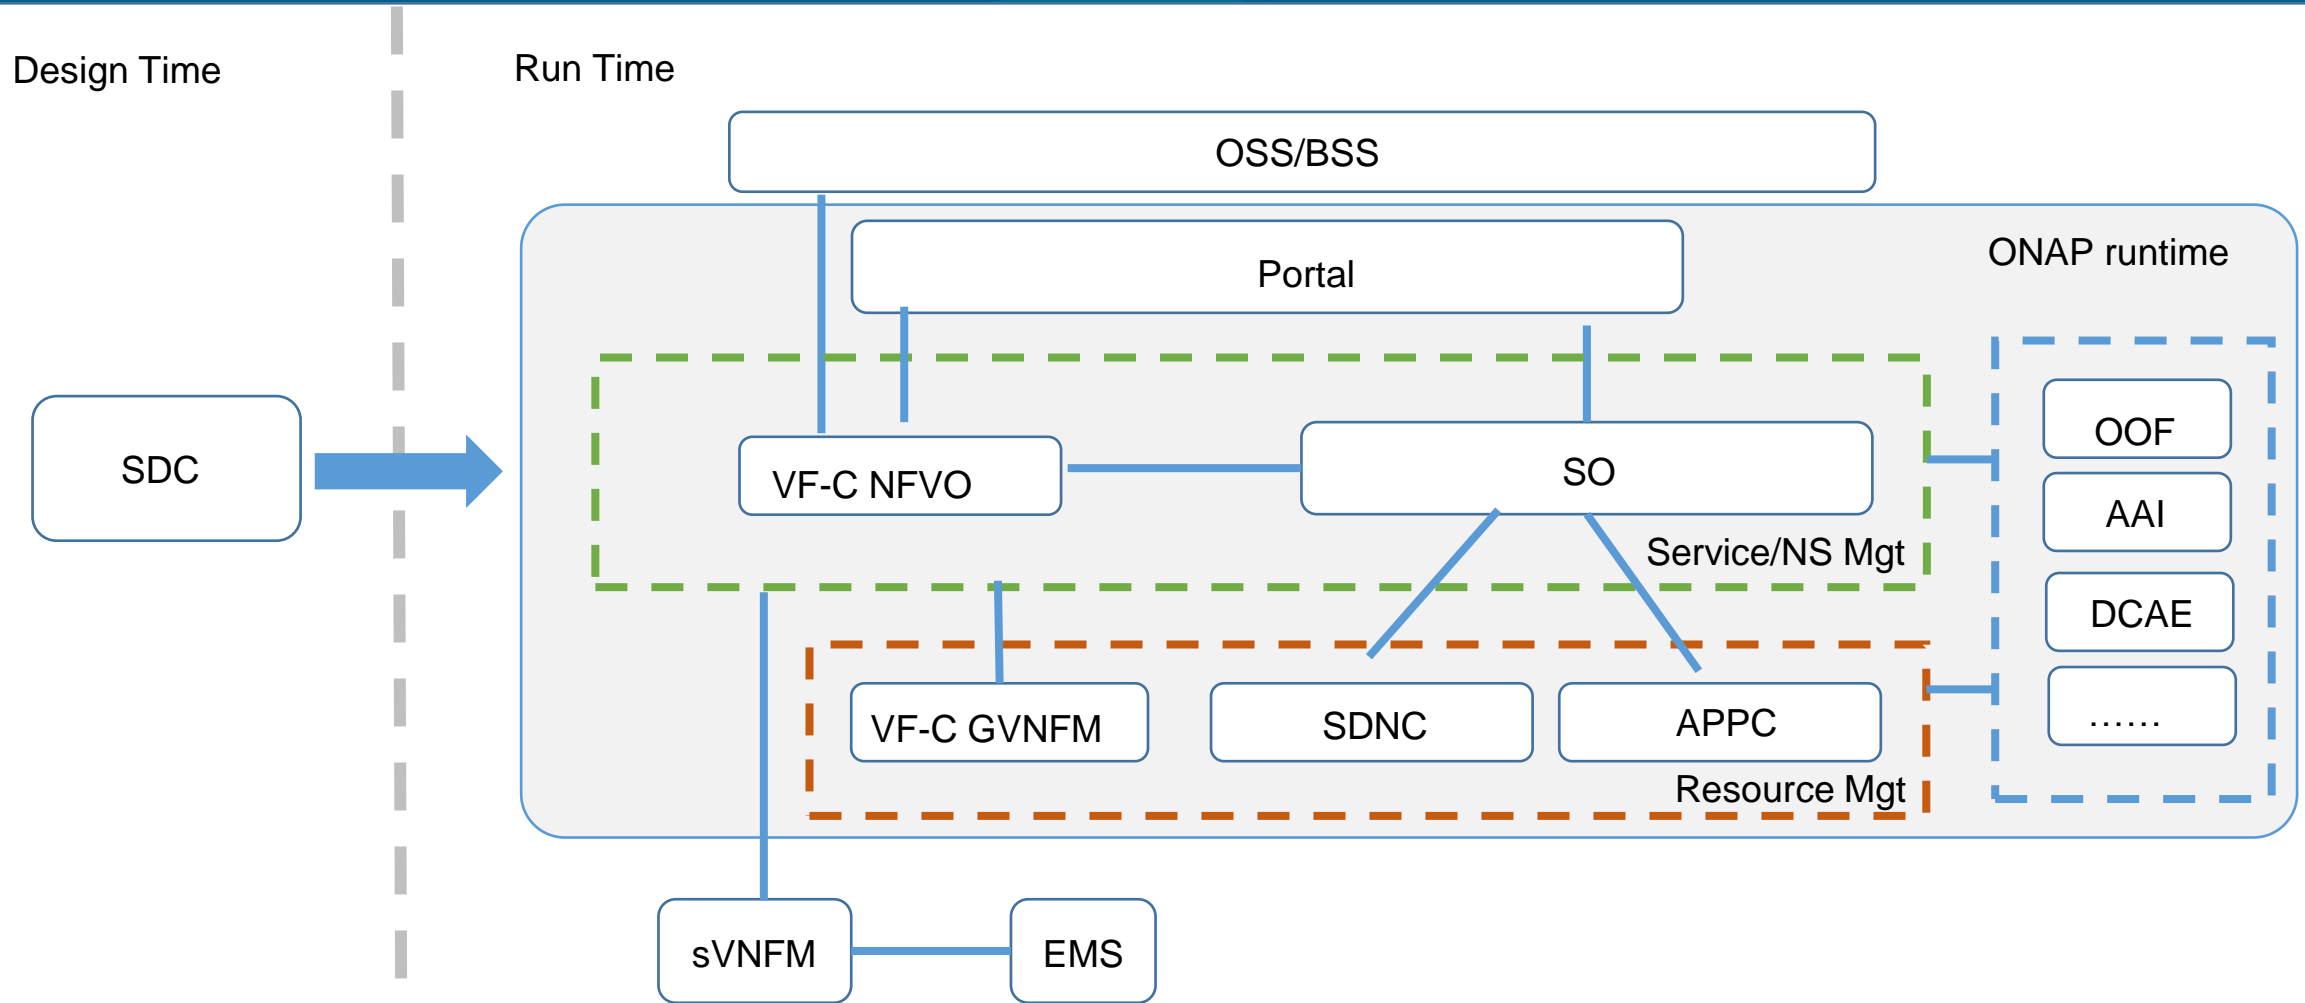 Design Time
Run Time
OSS/BSS
Portal
ONAP runtime
SDC
VF-C NFVO
SO
Service/NS Mgt
OOF
AAI
DCAE
......
VF-C GVNFM
SDNC
APPC
Resource Mgt
sVNFM
EMS